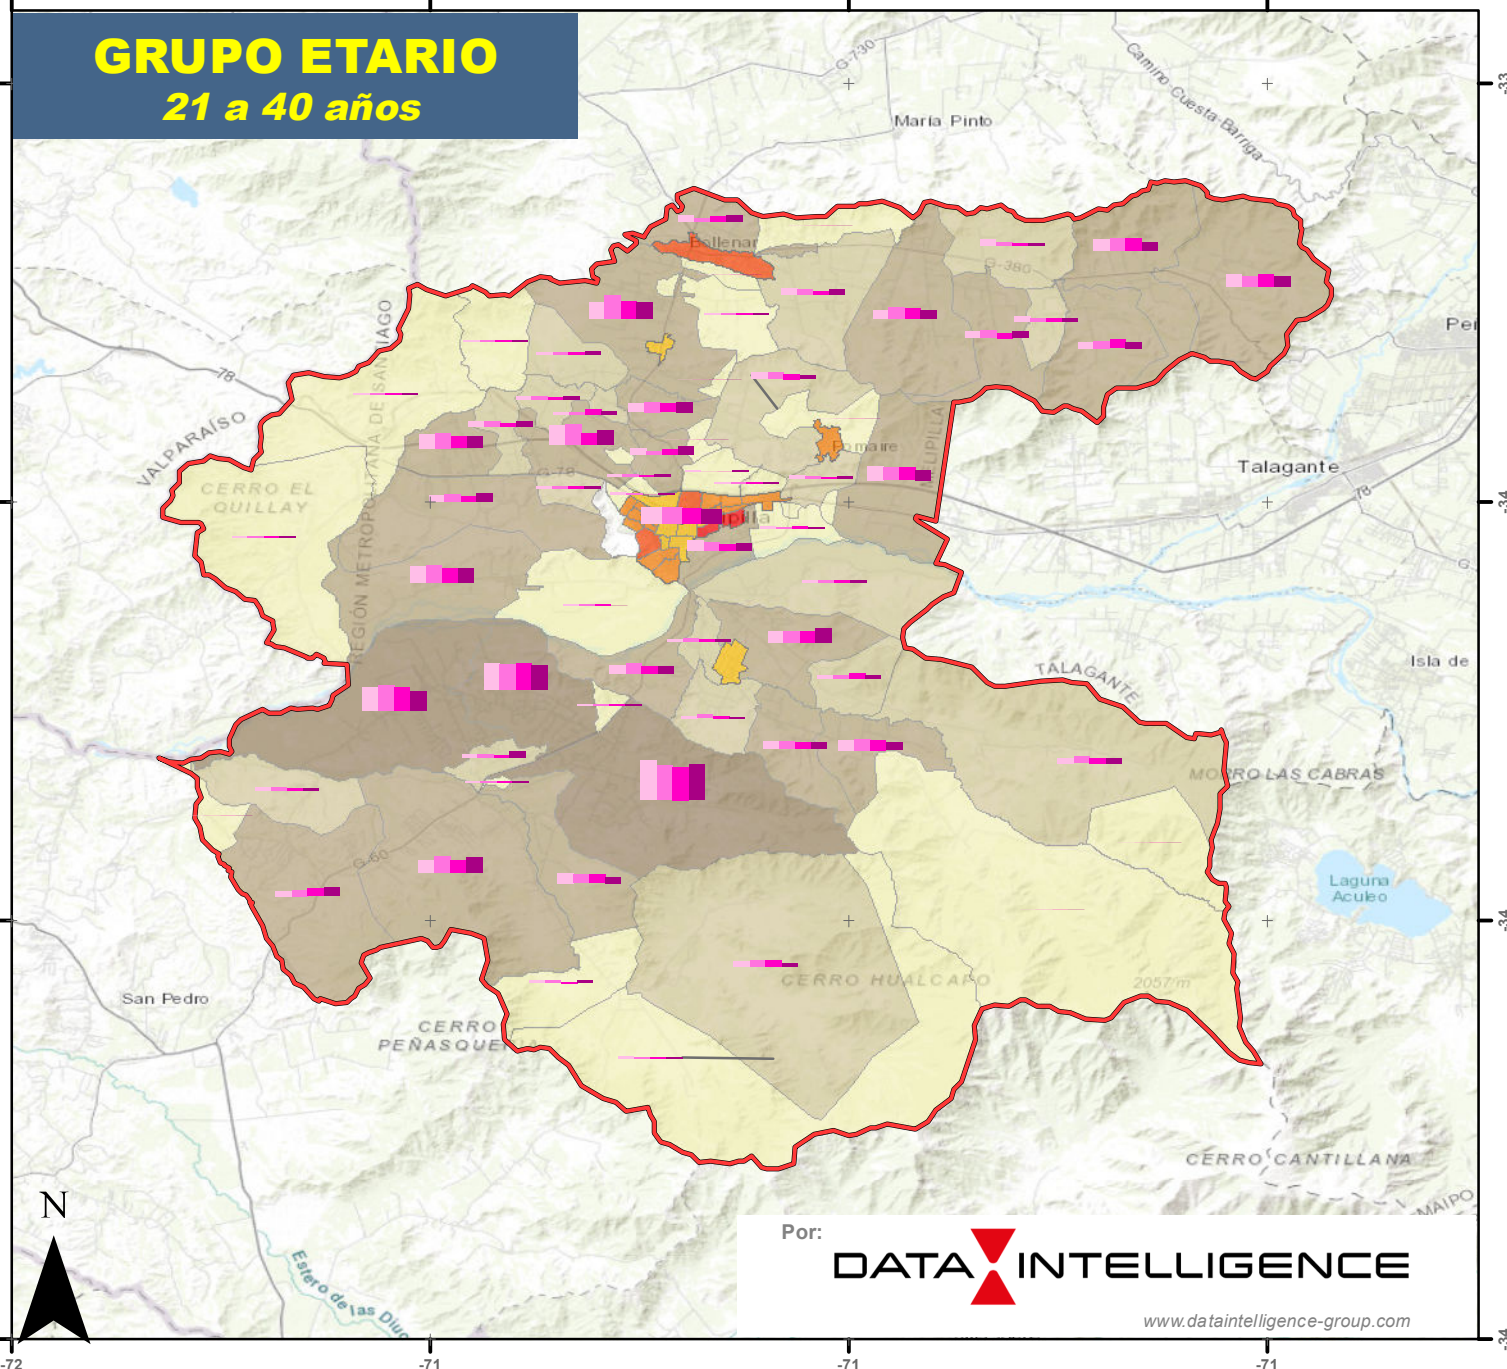 GRUPO ETARIO
21 a 40 años
G-730
Camino Cuesta Barriga
María Pinto
Bollenar
G-380
78
VALPARAÍSO
REGIÓN METROPOLITANA DE SANTIAGO
Pomaire
MELIPILLA
Talagante
78
CERRO EL
QUILLAY
G-78
TALAGANTE
Isla de
MORRO LAS CABRAS
G-60
Laguna
Aculeo
San Pedro
CERRO HUALCAPO
2057 m
CERRO
CERRO CANTILLANA
MAIPO
N
Estero de las Diuc
Por:
DATA INTELLIGENCE
www.dataintelligence-group.com
-72
-71
-71
-71